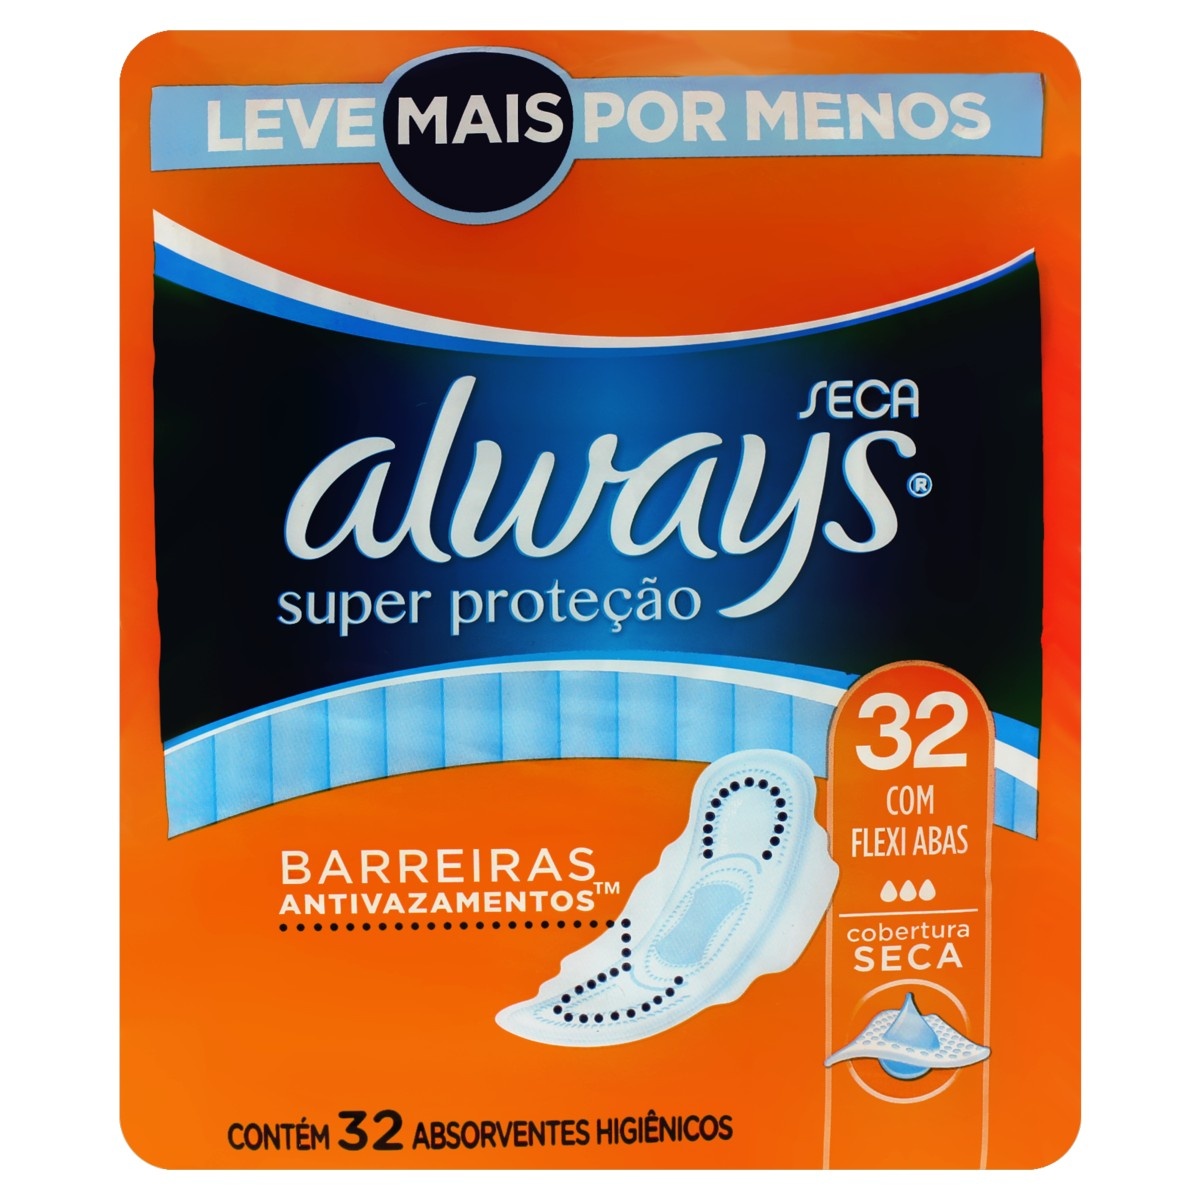 LEVE MAIS POR MENOS
SECA
always®
super proteção
32
COM
FLEXI ABAS
BARREIRAS
ANTIVAZAMENTOS™
cobertura
SECA
CONTÉM 32 ABSORVENTES HIGIÊNICOS